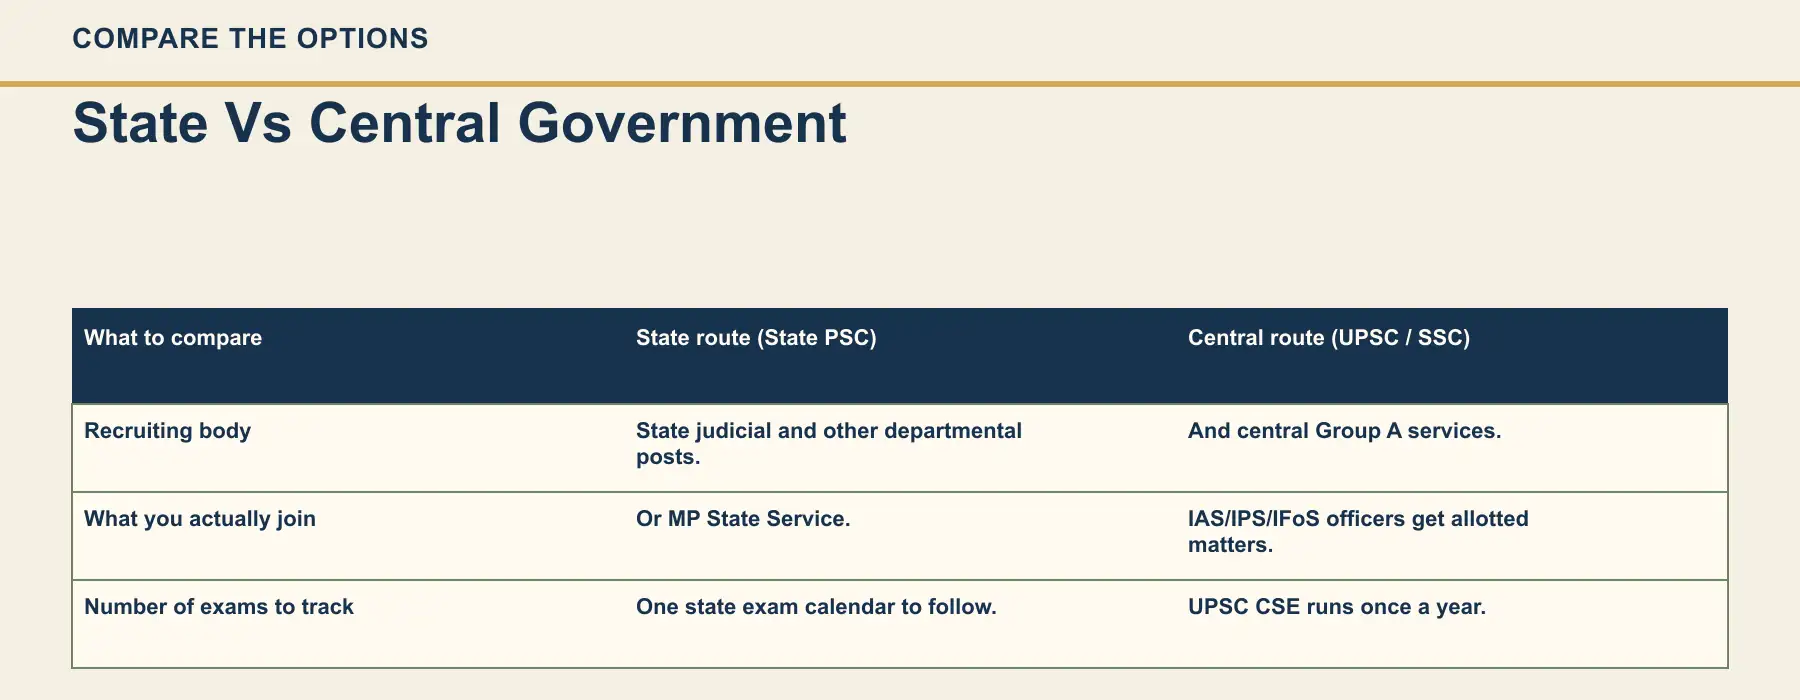 COMPARE THE OPTIONS
State Vs Central Government
What to compare
State route (State PSC)
Central route (UPSC / SSC)
Recruiting body
State judicial and other departmental
posts.
And central Group A services.
What you actually join
Or MP State Service.
IAS/IPS/IFoS officers get allotted
matters.
Number of exams to track
One state exam calendar to follow.
UPSC CSE runs once a year.